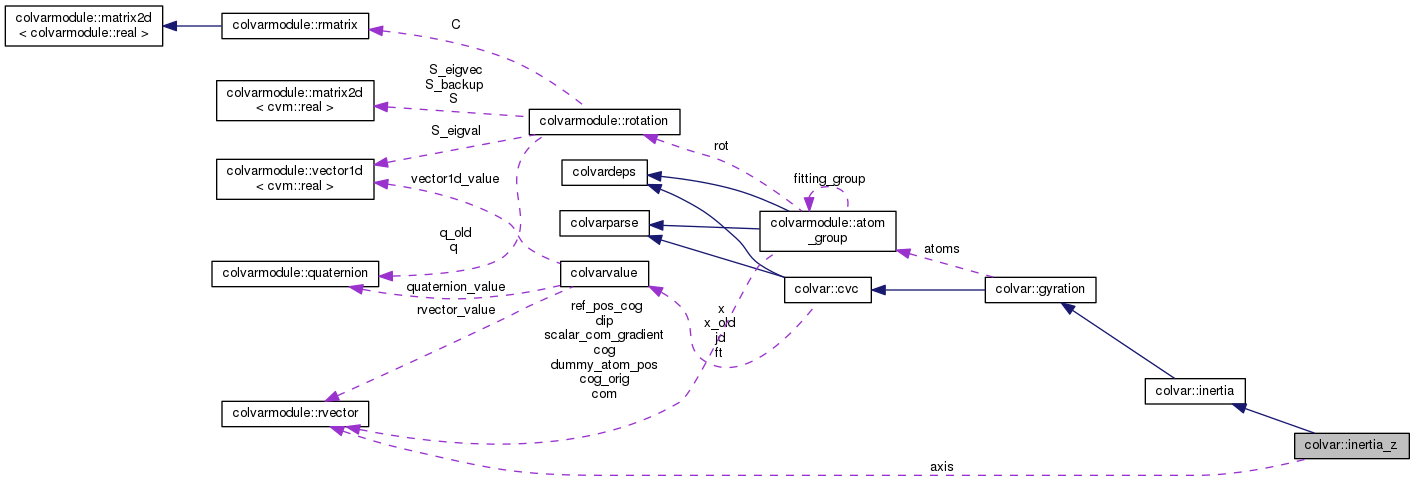 colvarmodule::matrix2d
< colvarmodule::real >
colvarmodule::rmatrix
C
colvarmodule::matrix2d
< cvm::real >
S_eigvec
S_backup
S
colvarmodule::rotation
colvarmodule::vector1d
< cvm::real >
S_eigval
vector1d_value
rot
colvardeps
fitting_group
colvarparse
colvarmodule::atom
_group
q_old
q
atoms
colvarmodule::quaternion
quaternion_value
colvarvalue
colvar::cvc
colvar::gyration
rvector_value
ref_pos_cog
dip
scalar_com_gradient
cog
dummy_atom_pos
cog_orig
com
x
x_old
jd
ft
colvar::inertia
colvarmodule::rvector
colvar::inertia_z
axis